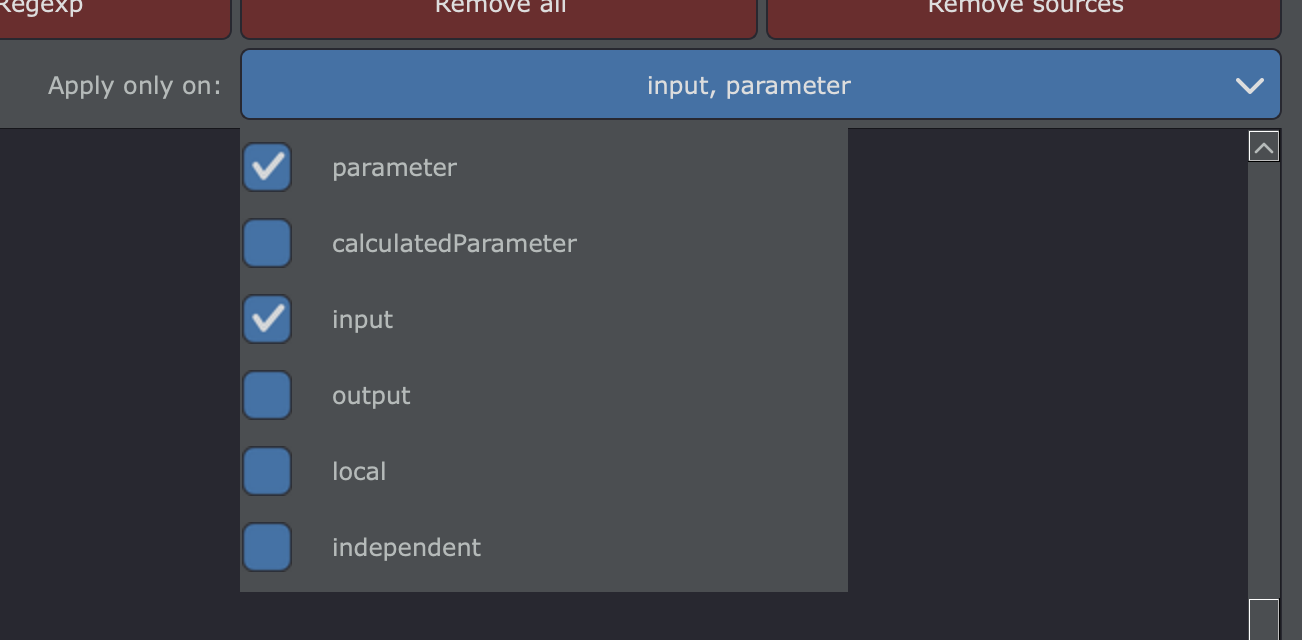 Regexp
Remove all
Remove sources
Apply only on:
input, parameter
parameter
calculatedParameter
input
output
local
independent